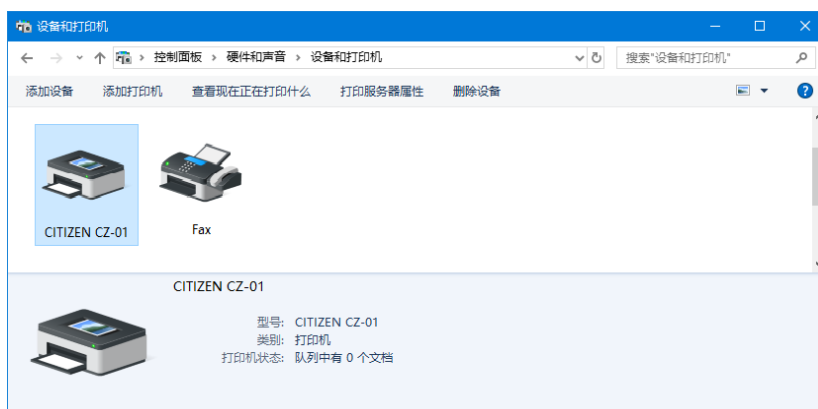 设备和打印机
控制面板 › 硬件和声音 › 设备和打印机
搜索"设备和打印机"
添加设备 添加打印机 查看现在正在打印什么 打印服务器属性 删除设备
CITIZEN CZ-01
Fax
CITIZEN CZ-01
型号: CITIZEN CZ-01
类别: 打印机
打印机状态: 队列中有 0 个文档